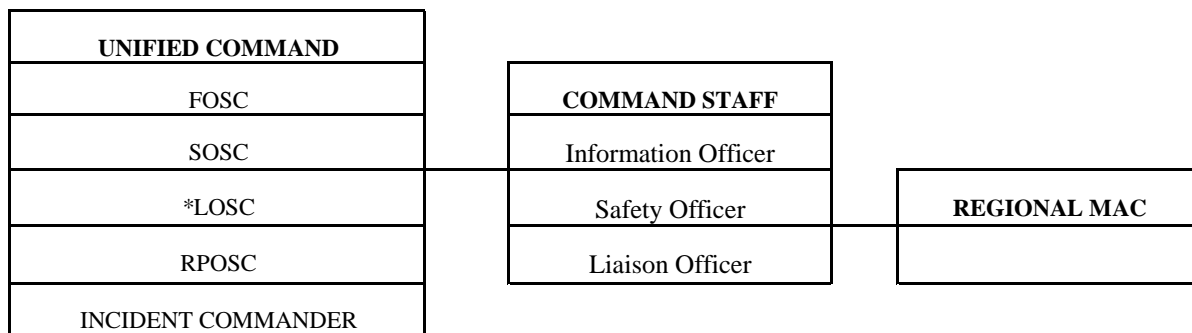 UNIFIED COMMAND
FOSC
SOSC
*LOSC
RPOSC
INCIDENT COMMANDER
COMMAND STAFF
Information Officer
Safety Officer
Liaison Officer
REGIONAL MAC